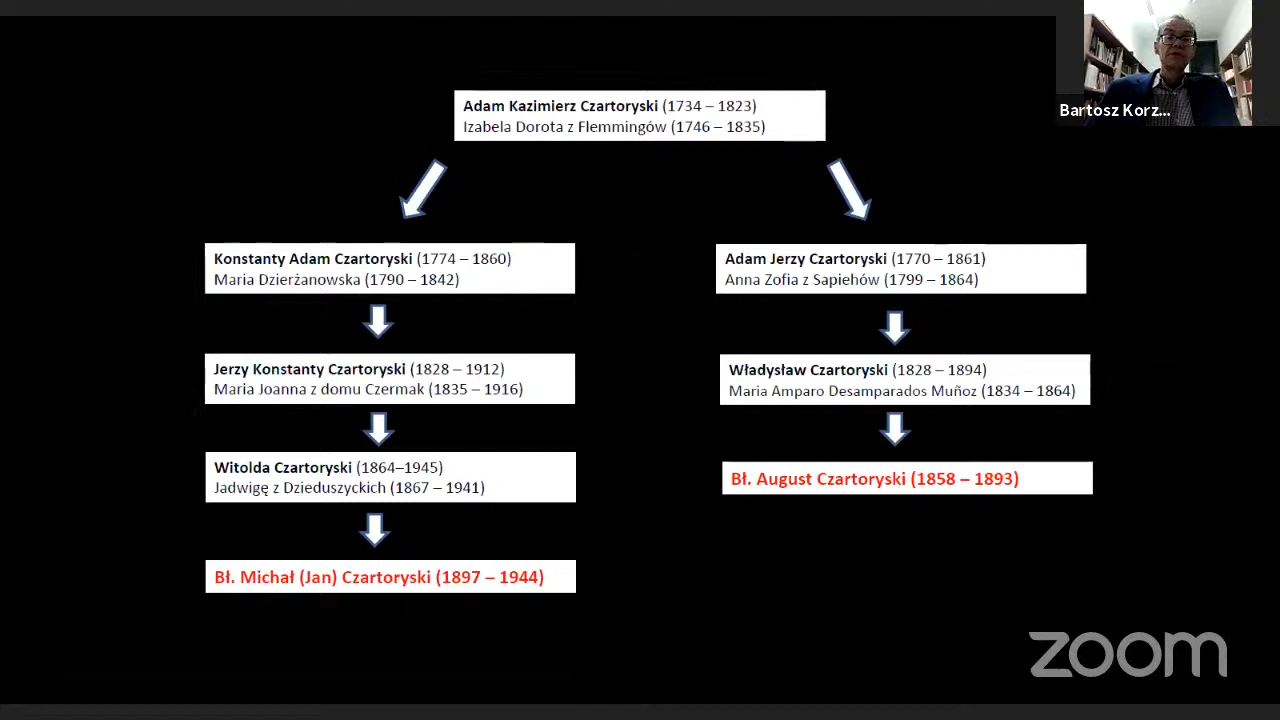 Bartosz Korz...
Adam Kazimierz Czartoryski (1734 – 1823)
Izabela Dorota z Flemmingów (1746 – 1835)
Konstanty Adam Czartoryski (1774 – 1860)
Maria Dzierżanowska (1790 – 1842)
Adam Jerzy Czartoryski (1770 – 1861)
Anna Zofia z Sapiehów (1799 – 1864)
Jerzy Konstanty Czartoryski (1828 – 1912)
Maria Joanna z domu Czermak (1835 – 1916)
Władysław Czartoryski (1828 – 1894)
Maria Amparo Desamparados Muñoz (1834 – 1864)
Witolda Czartoryski (1864–1945)
Jadwigę z Dzieduszyckich (1867 – 1941)
Bł. August Czartoryski (1858 – 1893)
Bł. Michał (Jan) Czartoryski (1897 – 1944)
zoom